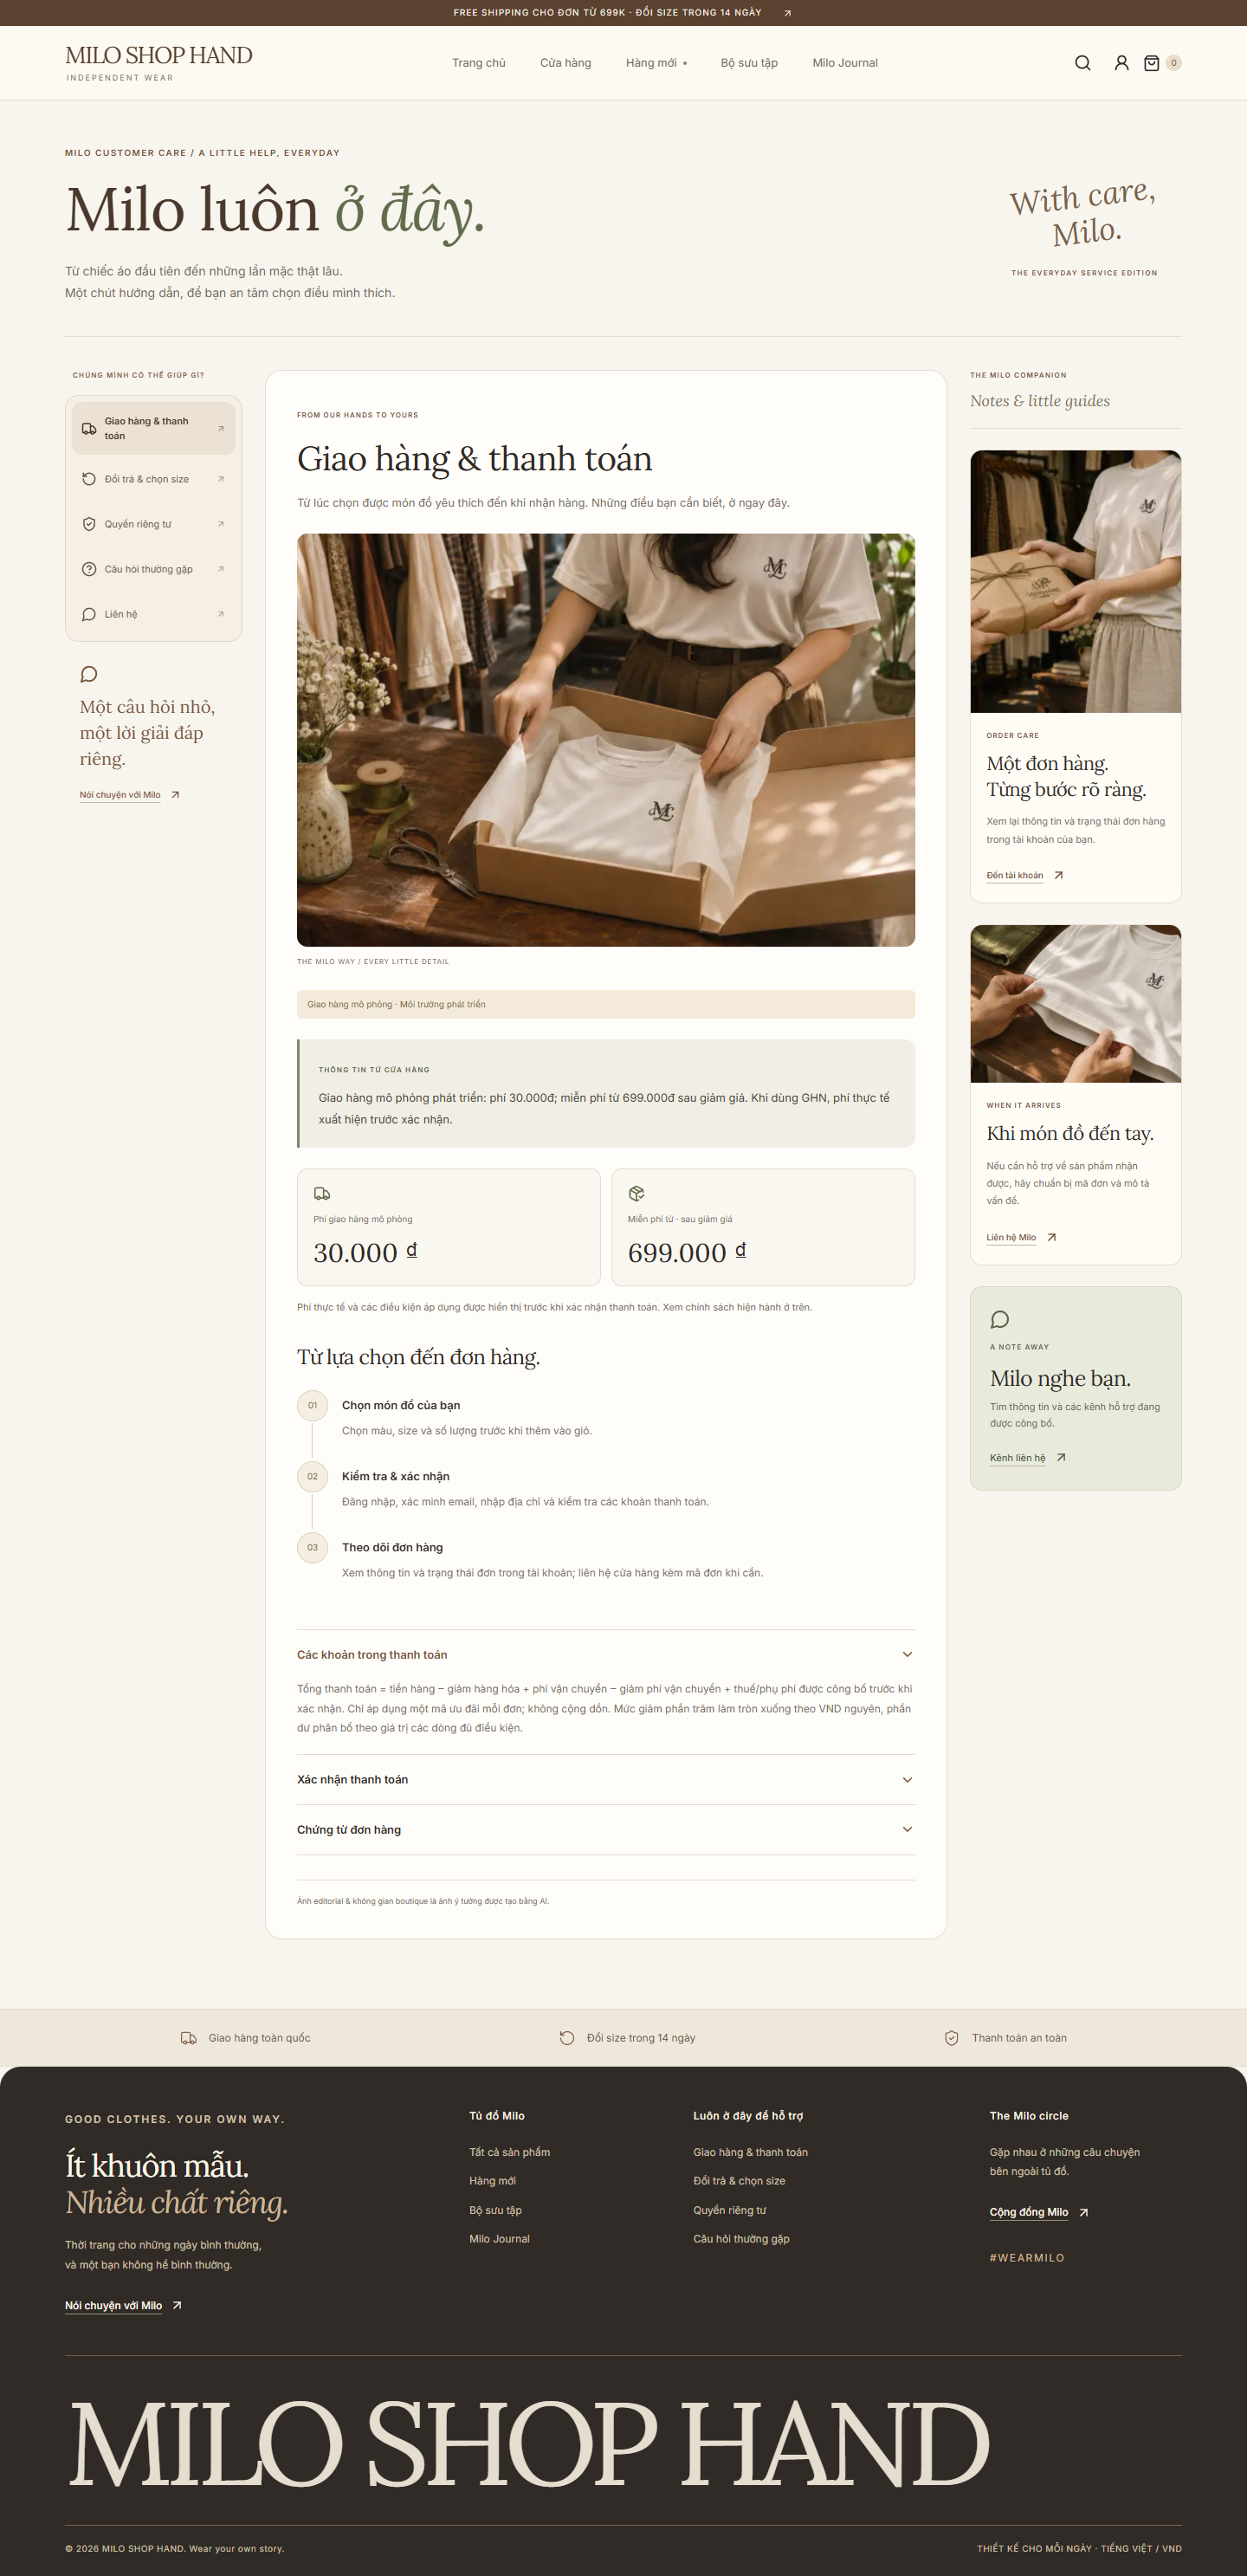 FREE SHIPPING CHO ĐƠN TỪ 699K · ĐỔI SIZE TRONG 14 NGÀY
MILO SHOP HAND
INDEPENDENT WEAR
Trang chủ
Cửa hàng
Hàng mới
Bộ sưu tập
Milo Journal
0
MILO CUSTOMER CARE / A LITTLE HELP, EVERYDAY
Milo luôn ở đây.
Từ chiếc áo đầu tiên đến những lần mặc thật lâu.
Một chút hướng dẫn, để bạn an tâm chọn điều mình thích.
With care,
Milo.
THE EVERYDAY SERVICE EDITION
CHÚNG MÌNH CÓ THỂ GIÚP GÌ?
Giao hàng & thanh
toán
Đổi trả & chọn size
Quyền riêng tư
Câu hỏi thường gặp
Liên hệ
Một câu hỏi nhỏ,
một lời giải đáp
riêng.
Nói chuyện với Milo
FROM OUR HANDS TO YOURS
Giao hàng & thanh toán
Từ lúc chọn được món đồ yêu thích đến khi nhận hàng. Những điều bạn cần biết, ở ngay đây.
THE MILO WAY / EVERY LITTLE DETAIL
Giao hàng mô phỏng · Môi trường phát triển
THÔNG TIN TỪ CỬA HÀNG
Giao hàng mô phỏng phát triển: phí 30.000đ; miễn phí từ 699.000đ sau giảm giá. Khi dùng GHN, phí thực tế
xuất hiện trước xác nhận.
Phí giao hàng mô phỏng
30.000 ₫
Miễn phí từ · sau giảm giá
699.000 ₫
Phí thực tế và các điều kiện áp dụng được hiển thị trước khi xác nhận thanh toán. Xem chính sách hiện hành ở trên.
Từ lựa chọn đến đơn hàng.
01
Chọn món đồ của bạn
Chọn màu, size và số lượng trước khi thêm vào giỏ.
02
Kiểm tra & xác nhận
Đăng nhập, xác minh email, nhập địa chỉ và kiểm tra các khoản thanh toán.
03
Theo dõi đơn hàng
Xem thông tin và trạng thái đơn trong tài khoản; liên hệ cửa hàng kèm mã đơn khi cần.
Các khoản trong thanh toán
Tổng thanh toán = tiền hàng − giảm hàng hóa + phí vận chuyển − giảm phí vận chuyển + thuế/phụ phí được công bố trước khi
xác nhận. Chỉ áp dụng một mã ưu đãi mỗi đơn; không cộng dồn. Mức giảm phần trăm làm tròn xuống theo VND nguyên, phần
dư phân bổ theo giá trị các dòng đủ điều kiện.
Xác nhận thanh toán
Chứng từ đơn hàng
Ảnh editorial & không gian boutique là ảnh ý tưởng được tạo bằng AI.
THE MILO COMPANION
Notes & little guides
ORDER CARE
Một đơn hàng.
Từng bước rõ ràng.
Xem lại thông tin và trạng thái đơn hàng
trong tài khoản của bạn.
Đến tài khoản
WHEN IT ARRIVES
Khi món đồ đến tay.
Nếu cần hỗ trợ về sản phẩm nhận
được, hãy chuẩn bị mã đơn và mô tả
vấn đề.
Liên hệ Milo
A NOTE AWAY
Milo nghe bạn.
Tìm thông tin và các kênh hỗ trợ đang
được công bố.
Kênh liên hệ
Giao hàng toàn quốc
Đổi size trong 14 ngày
Thanh toán an toàn
GOOD CLOTHES. YOUR OWN WAY.
Ít khuôn mẫu.
Nhiều chất riêng.
Thời trang cho những ngày bình thường,
và một bạn không hề bình thường.
Nói chuyện với Milo
Tủ đồ Milo
Tất cả sản phẩm
Hàng mới
Bộ sưu tập
Milo Journal
Luôn ở đây để hỗ trợ
Giao hàng & thanh toán
Đổi trả & chọn size
Quyền riêng tư
Câu hỏi thường gặp
The Milo circle
Gặp nhau ở những câu chuyện
bên ngoài tủ đồ.
Cộng đồng Milo
#WEARMILO
MILO SHOP HAND
© 2026 MILO SHOP HAND. Wear your own story.
THIẾT KẾ CHO MỖI NGÀY · TIẾNG VIỆT / VND